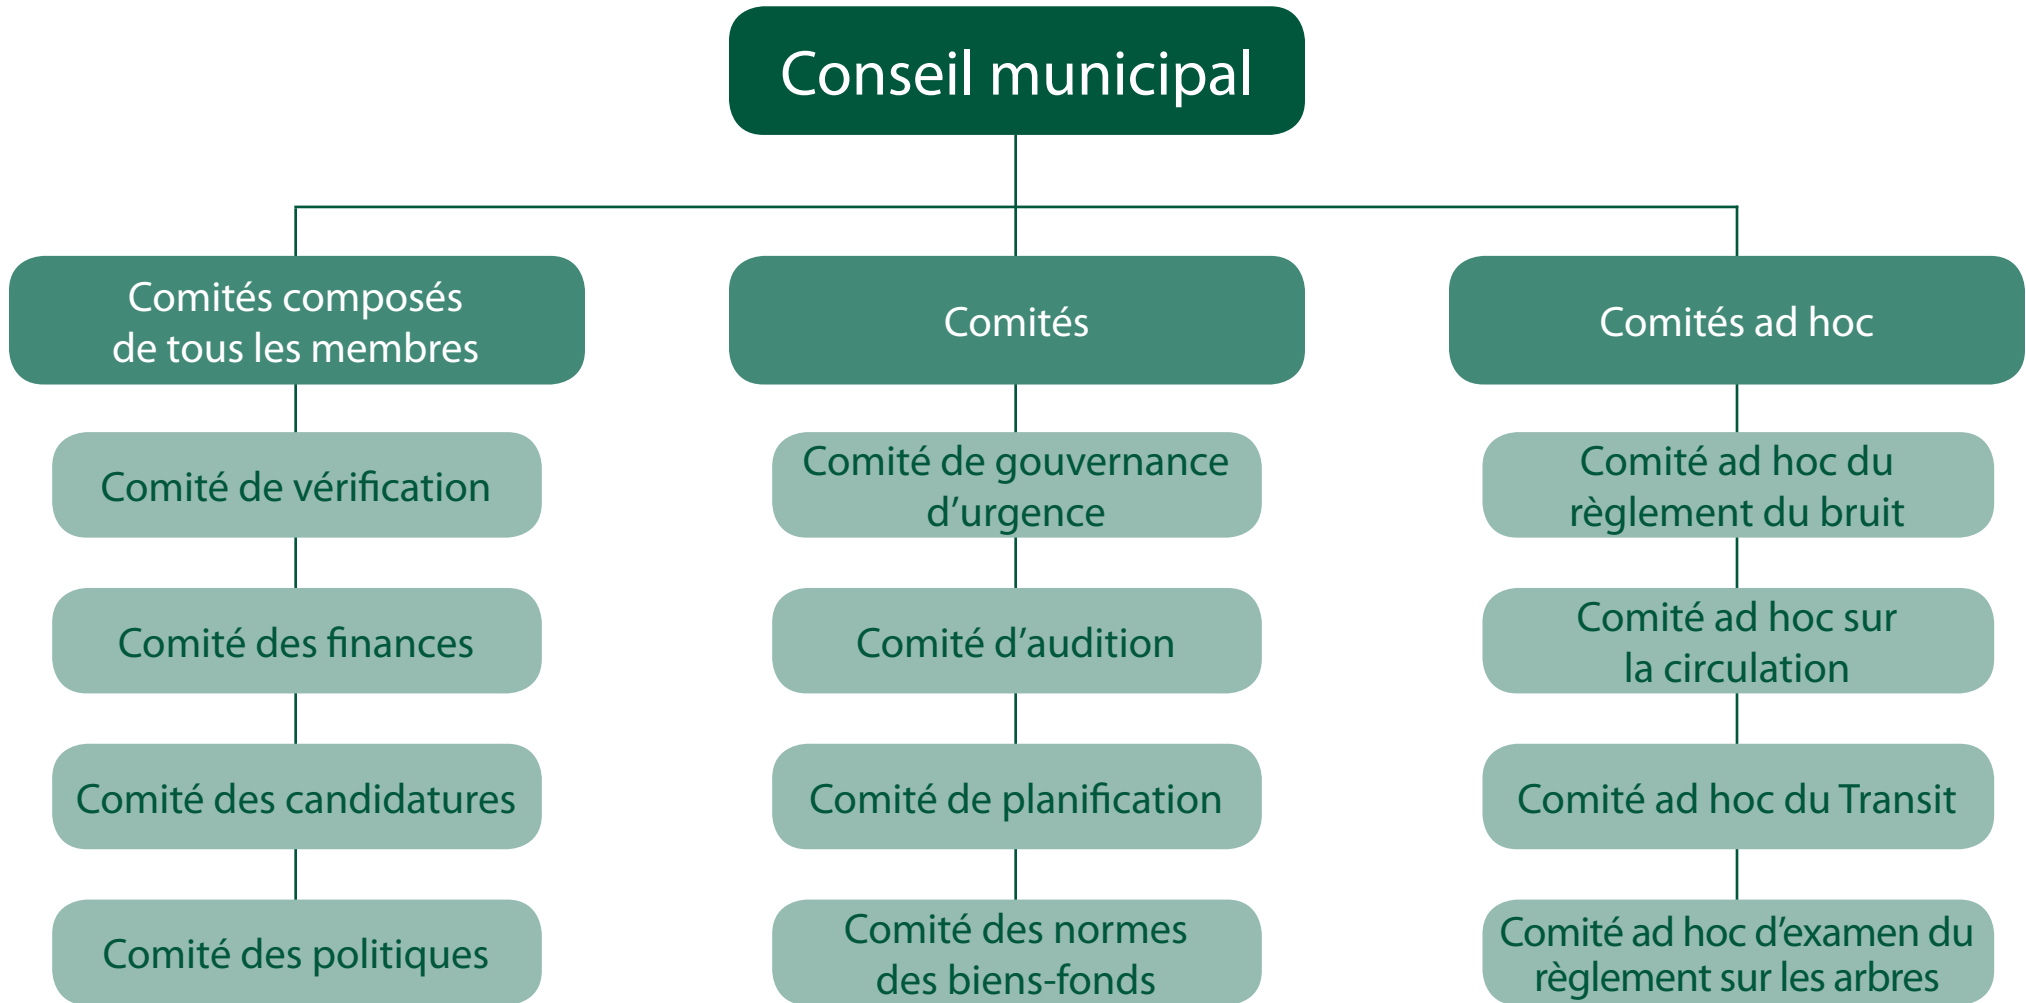 Conseil municipal
Comités composés
de tous les membres
Comité de vérification
Comité des finances
Comité des candidatures
Comité des politiques
Comités
Comité de gouvernance
d’urgence
Comité d’audition
Comité de planification
Comité des normes
des biens-fonds
Comités ad hoc
Comité ad hoc du
règlement du bruit
Comité ad hoc sur
la circulation
Comité ad hoc du Transit
Comité ad hoc d’examen du
règlement sur les arbres